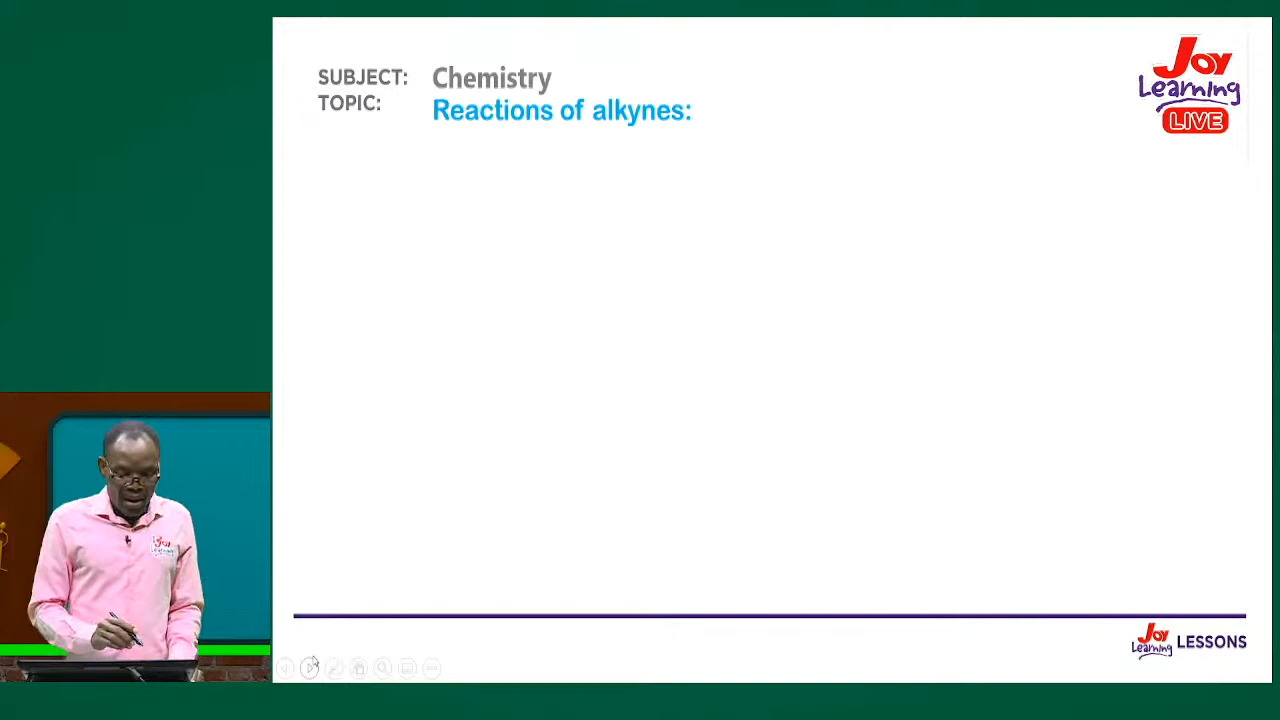 SUBJECT: Chemistry
TOPIC: Reactions of alkynes:
Joy
Learning
LIVE
Joy
Learning LESSONS